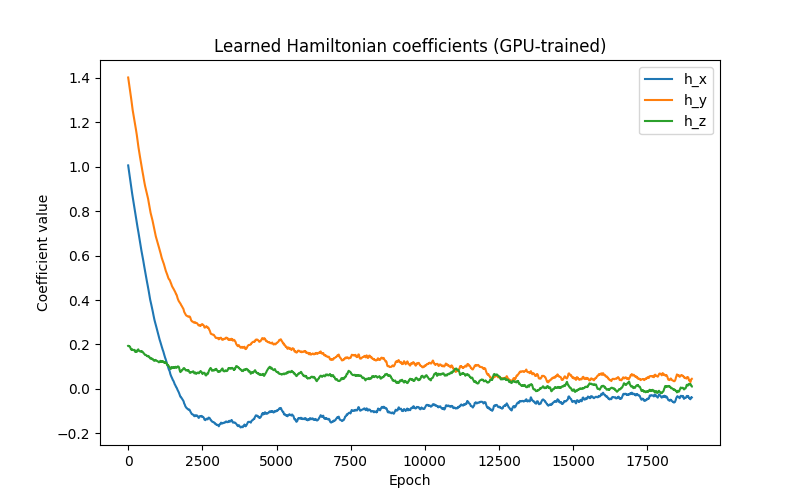 Learned Hamiltonian coefficients (GPU-trained)
h_x
h_y
h_z
Coefficient value
1.4
1.2
1.0
0.8
0.6
0.4
0.2
0.0
−0.2
0 2500 5000 7500 10000 12500 15000 17500
Epoch